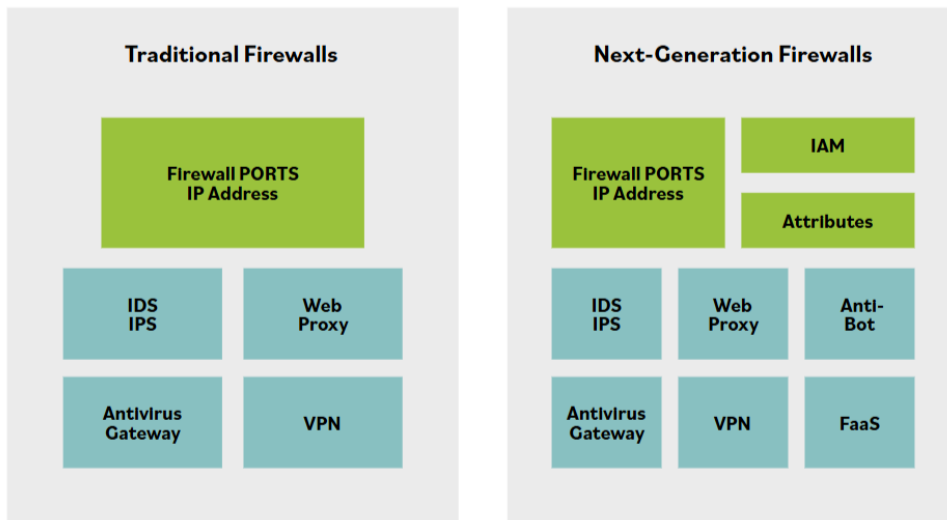 Traditional Firewalls
Firewall PORTS
IP Address
IDS
IPS
Web
Proxy
Antivirus
Gateway
VPN
Next-Generation Firewalls
Firewall PORTS
IP Address
IAM
Attributes
IDS
IPS
Web
Proxy
Anti-
Bot
Antivirus
Gateway
VPN
FaaS